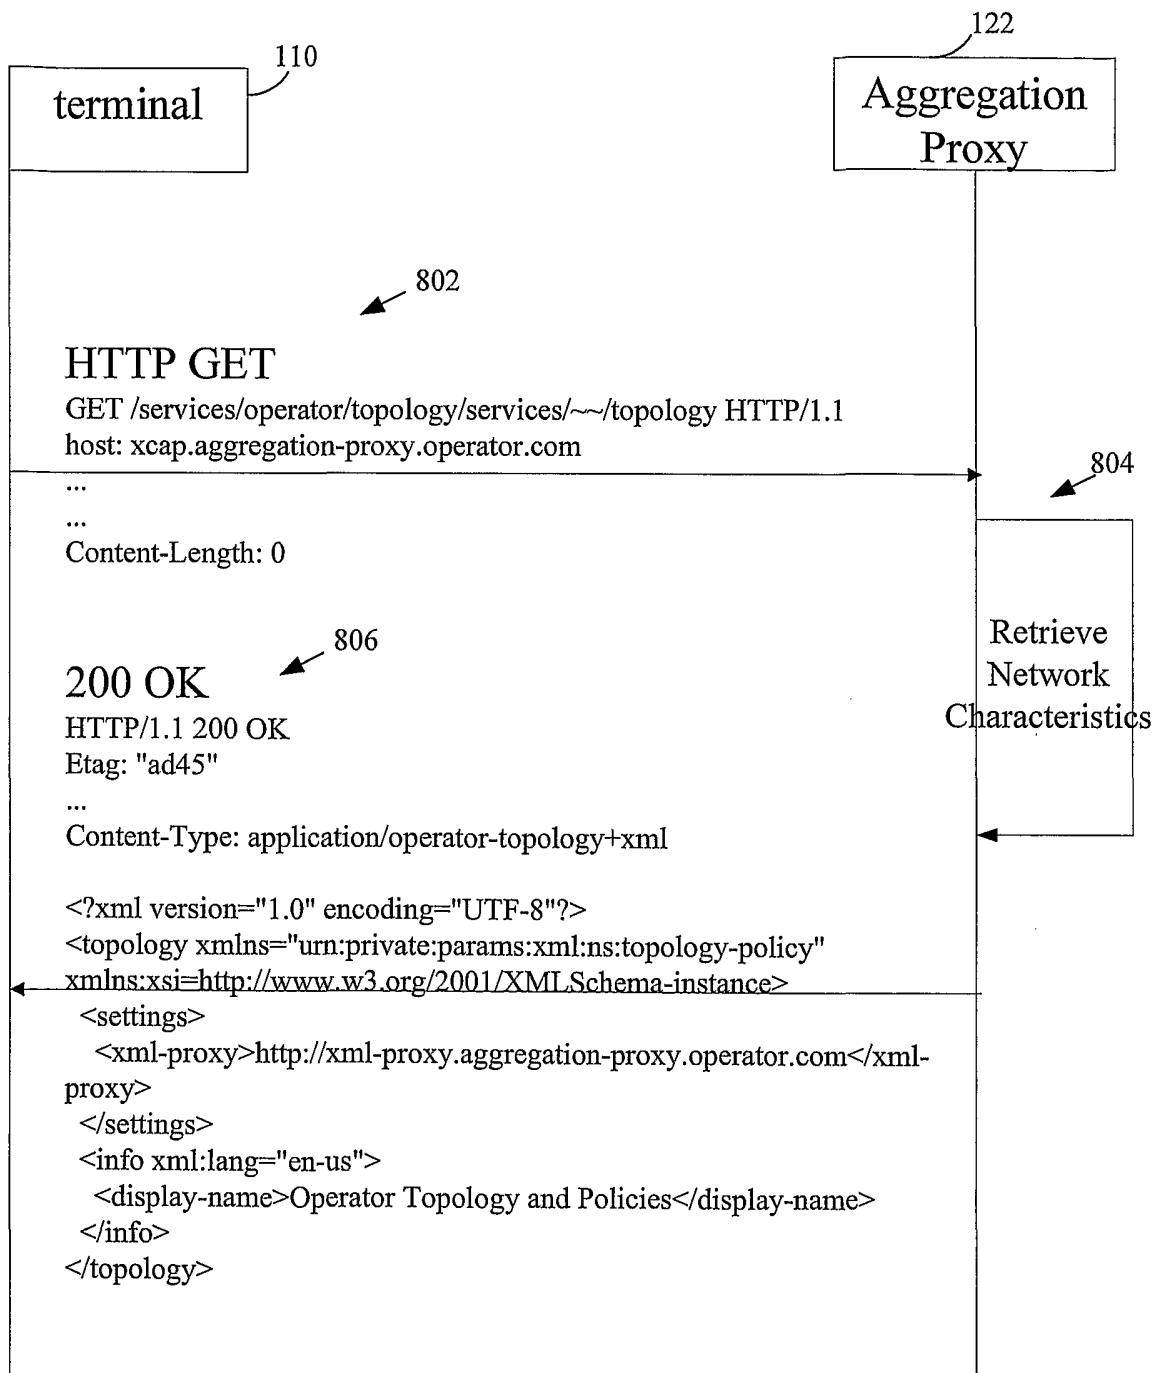 122
110
terminal
Aggregation
Proxy
802
HTTP GET
GET /services/operator/topology/services/~~/topology HTTP/1.1
host: xcap.aggregation-proxy.operator.com
...
...
Content-Length: 0
804
Retrieve
Network
Characteristics
806
200 OK
HTTP/1.1 200 OK
Etag: "ad45"
...
Content-Type: application/operator-topology+xml
<?xml version="1.0" encoding="UTF-8"?>
<topology xmlns="urn:private:params:xml:ns:topology-policy"
xmlns:xsi=http://www.w3.org/2001/XMLSchema-instance>
<settings>
<xml-proxy>http://xml-proxy.aggregation-proxy.operator.com</xml-
proxy>
</settings>
<info xml:lang="en-us">
<display-name>Operator Topology and Policies</display-name>
</info>
</topology>